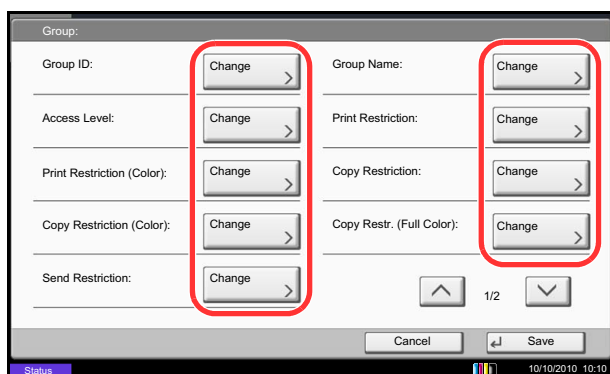 Group:
Group ID: Change Group Name: Change
Access Level: Change Print Restriction: Change
Print Restriction (Color): Change Copy Restriction: Change
Copy Restriction (Color): Change Copy Restr. (Full Color): Change
Send Restriction: Change 1/2
Cancel Save
Status 10/10/2010 10:10